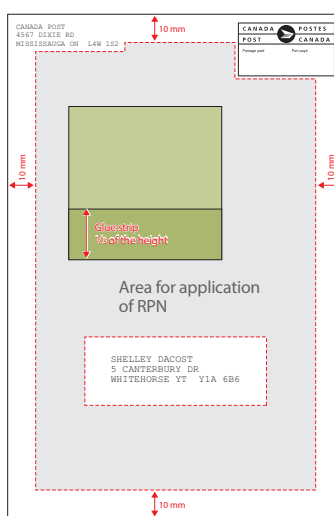 CANADA POST
4567 DIXIE RD
MISSISSAUGA ON L4W 1S2
10 mm
CANADA POSTES
POST CANADA
Postage paid Port payé
10 mm
10 mm
Glue strip
1/3 of the height
Area for application
of RPN
SHELLEY DACOST
5 CANTERBURY DR
WHITEHORSE YT Y1A 6B6
10 mm